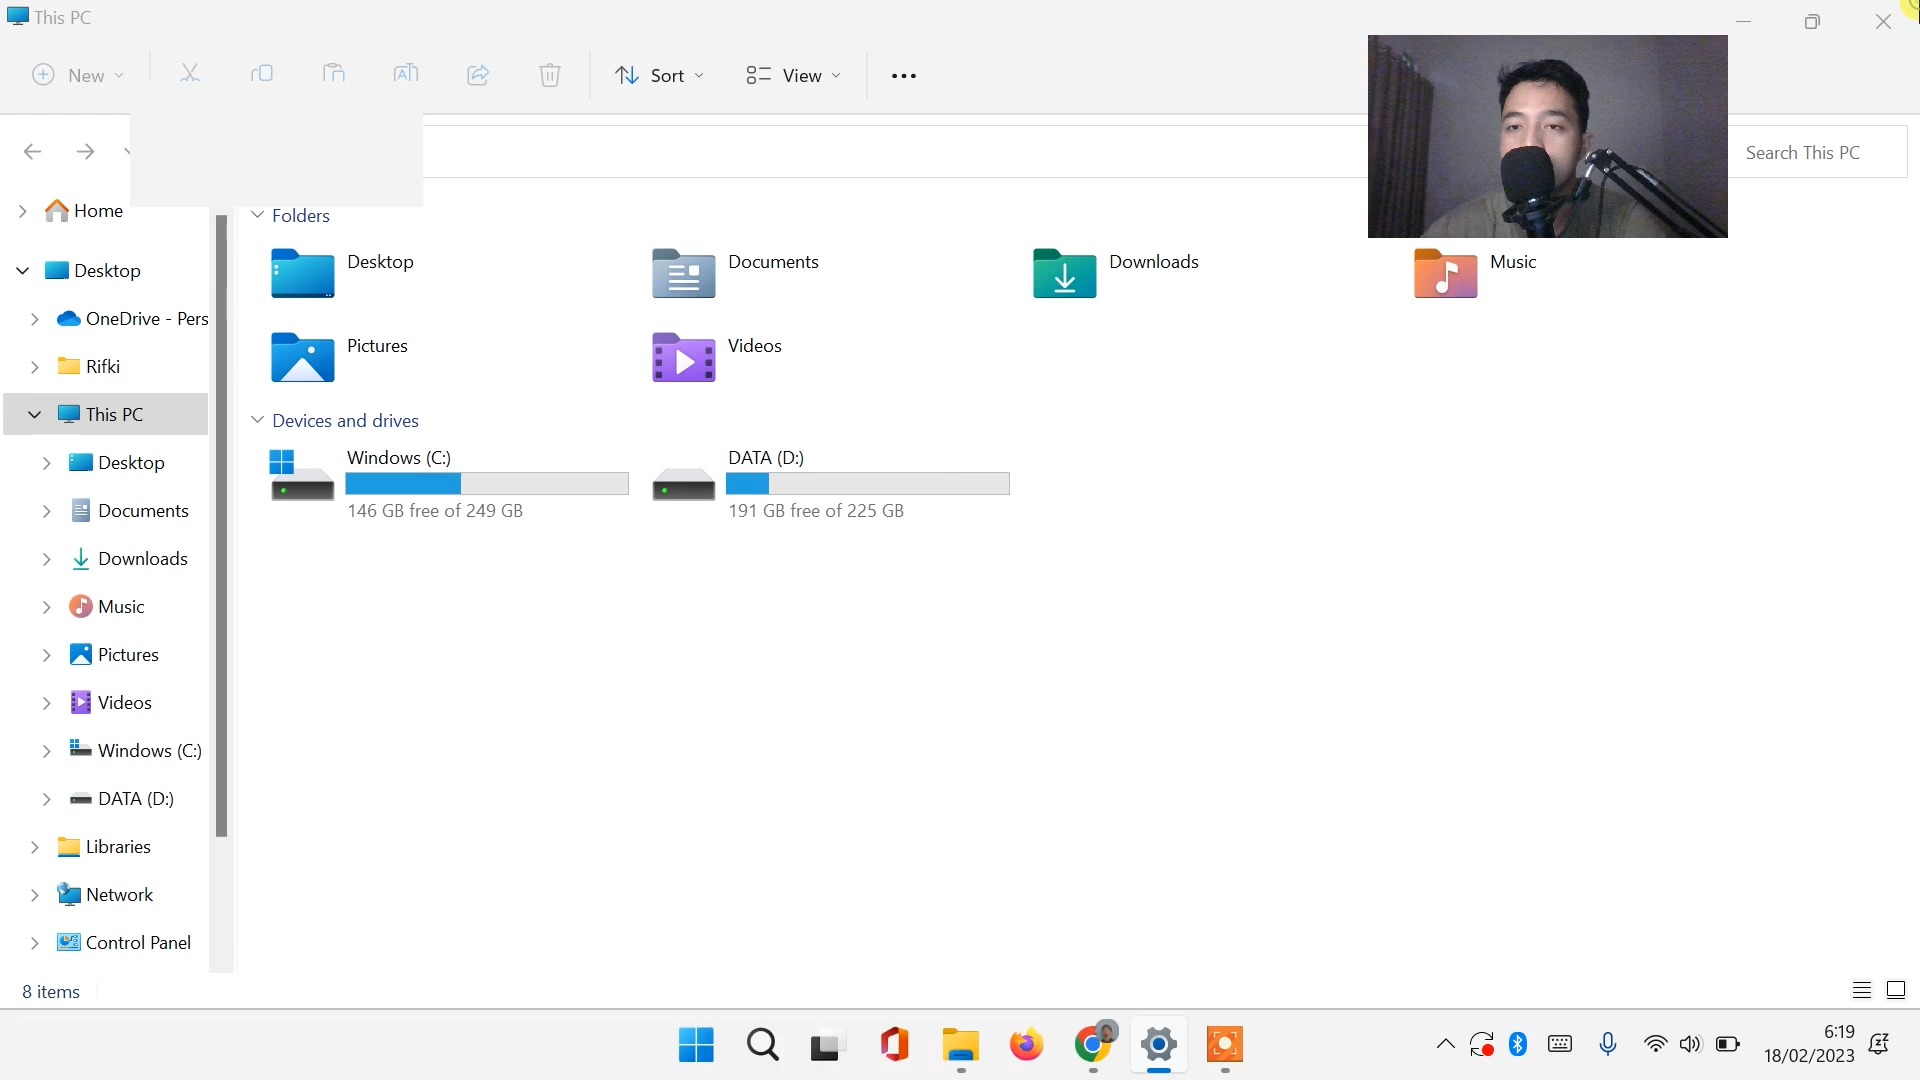 This PC
New
Sort
View
Search This PC
Home
Desktop
OneDrive - Pers
Rifki
This PC
Desktop
Documents
Downloads
Music
Pictures
Videos
Windows (C:)
DATA (D:)
Libraries
Network
Control Panel
Folders
Desktop
Documents
Downloads
Music
Pictures
Videos
Devices and drives
Windows (C:)
146 GB free of 249 GB
DATA (D:)
191 GB free of 225 GB
8 items
6:19
18/02/2023